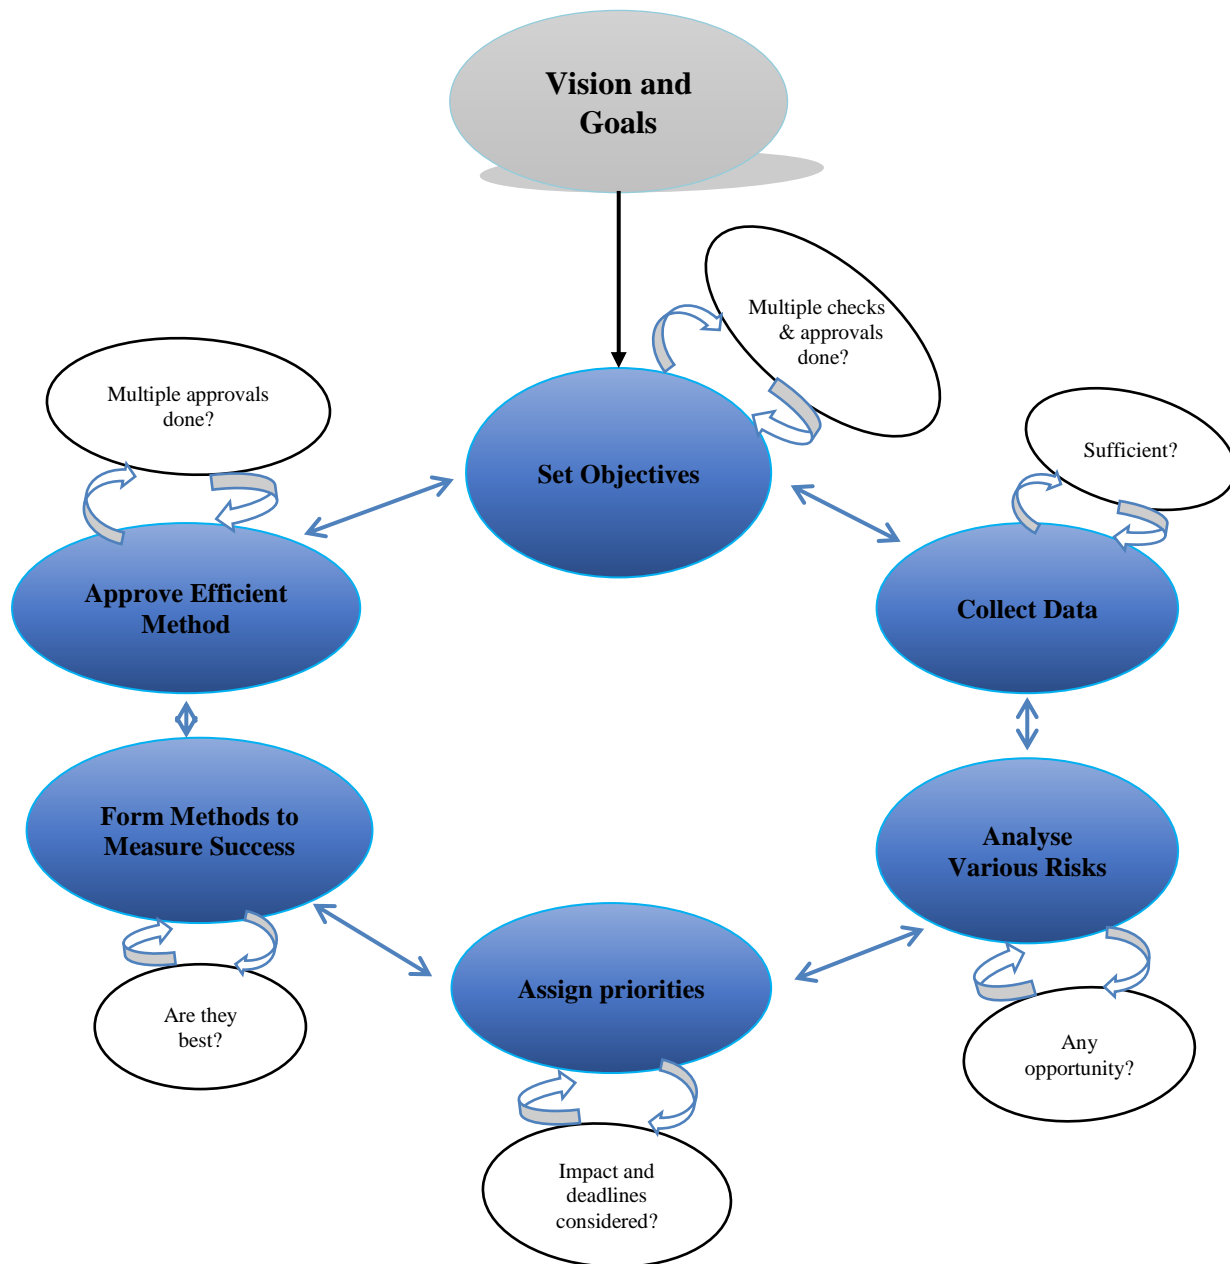 Vision and
Goals
Multiple checks
& approvals
done?
Multiple approvals
done?
Sufficient?
Set Objectives
Approve Efficient
Method
Collect Data
Form Methods to
Measure Success
Analyse
Various Risks
Assign priorities
Are they
best?
Any
opportunity?
Impact and
deadlines
considered?